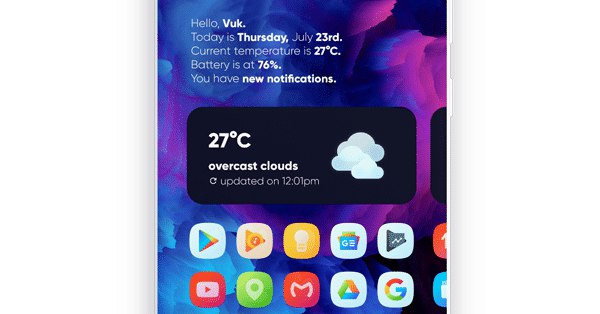 Hello, Vuk.
Today is Thursday, July 23rd.
Current temperature is 27°C.
Battery is at 76%.
You have new notifications.
27°C
overcast clouds
updated on 12:01pm
GE
G